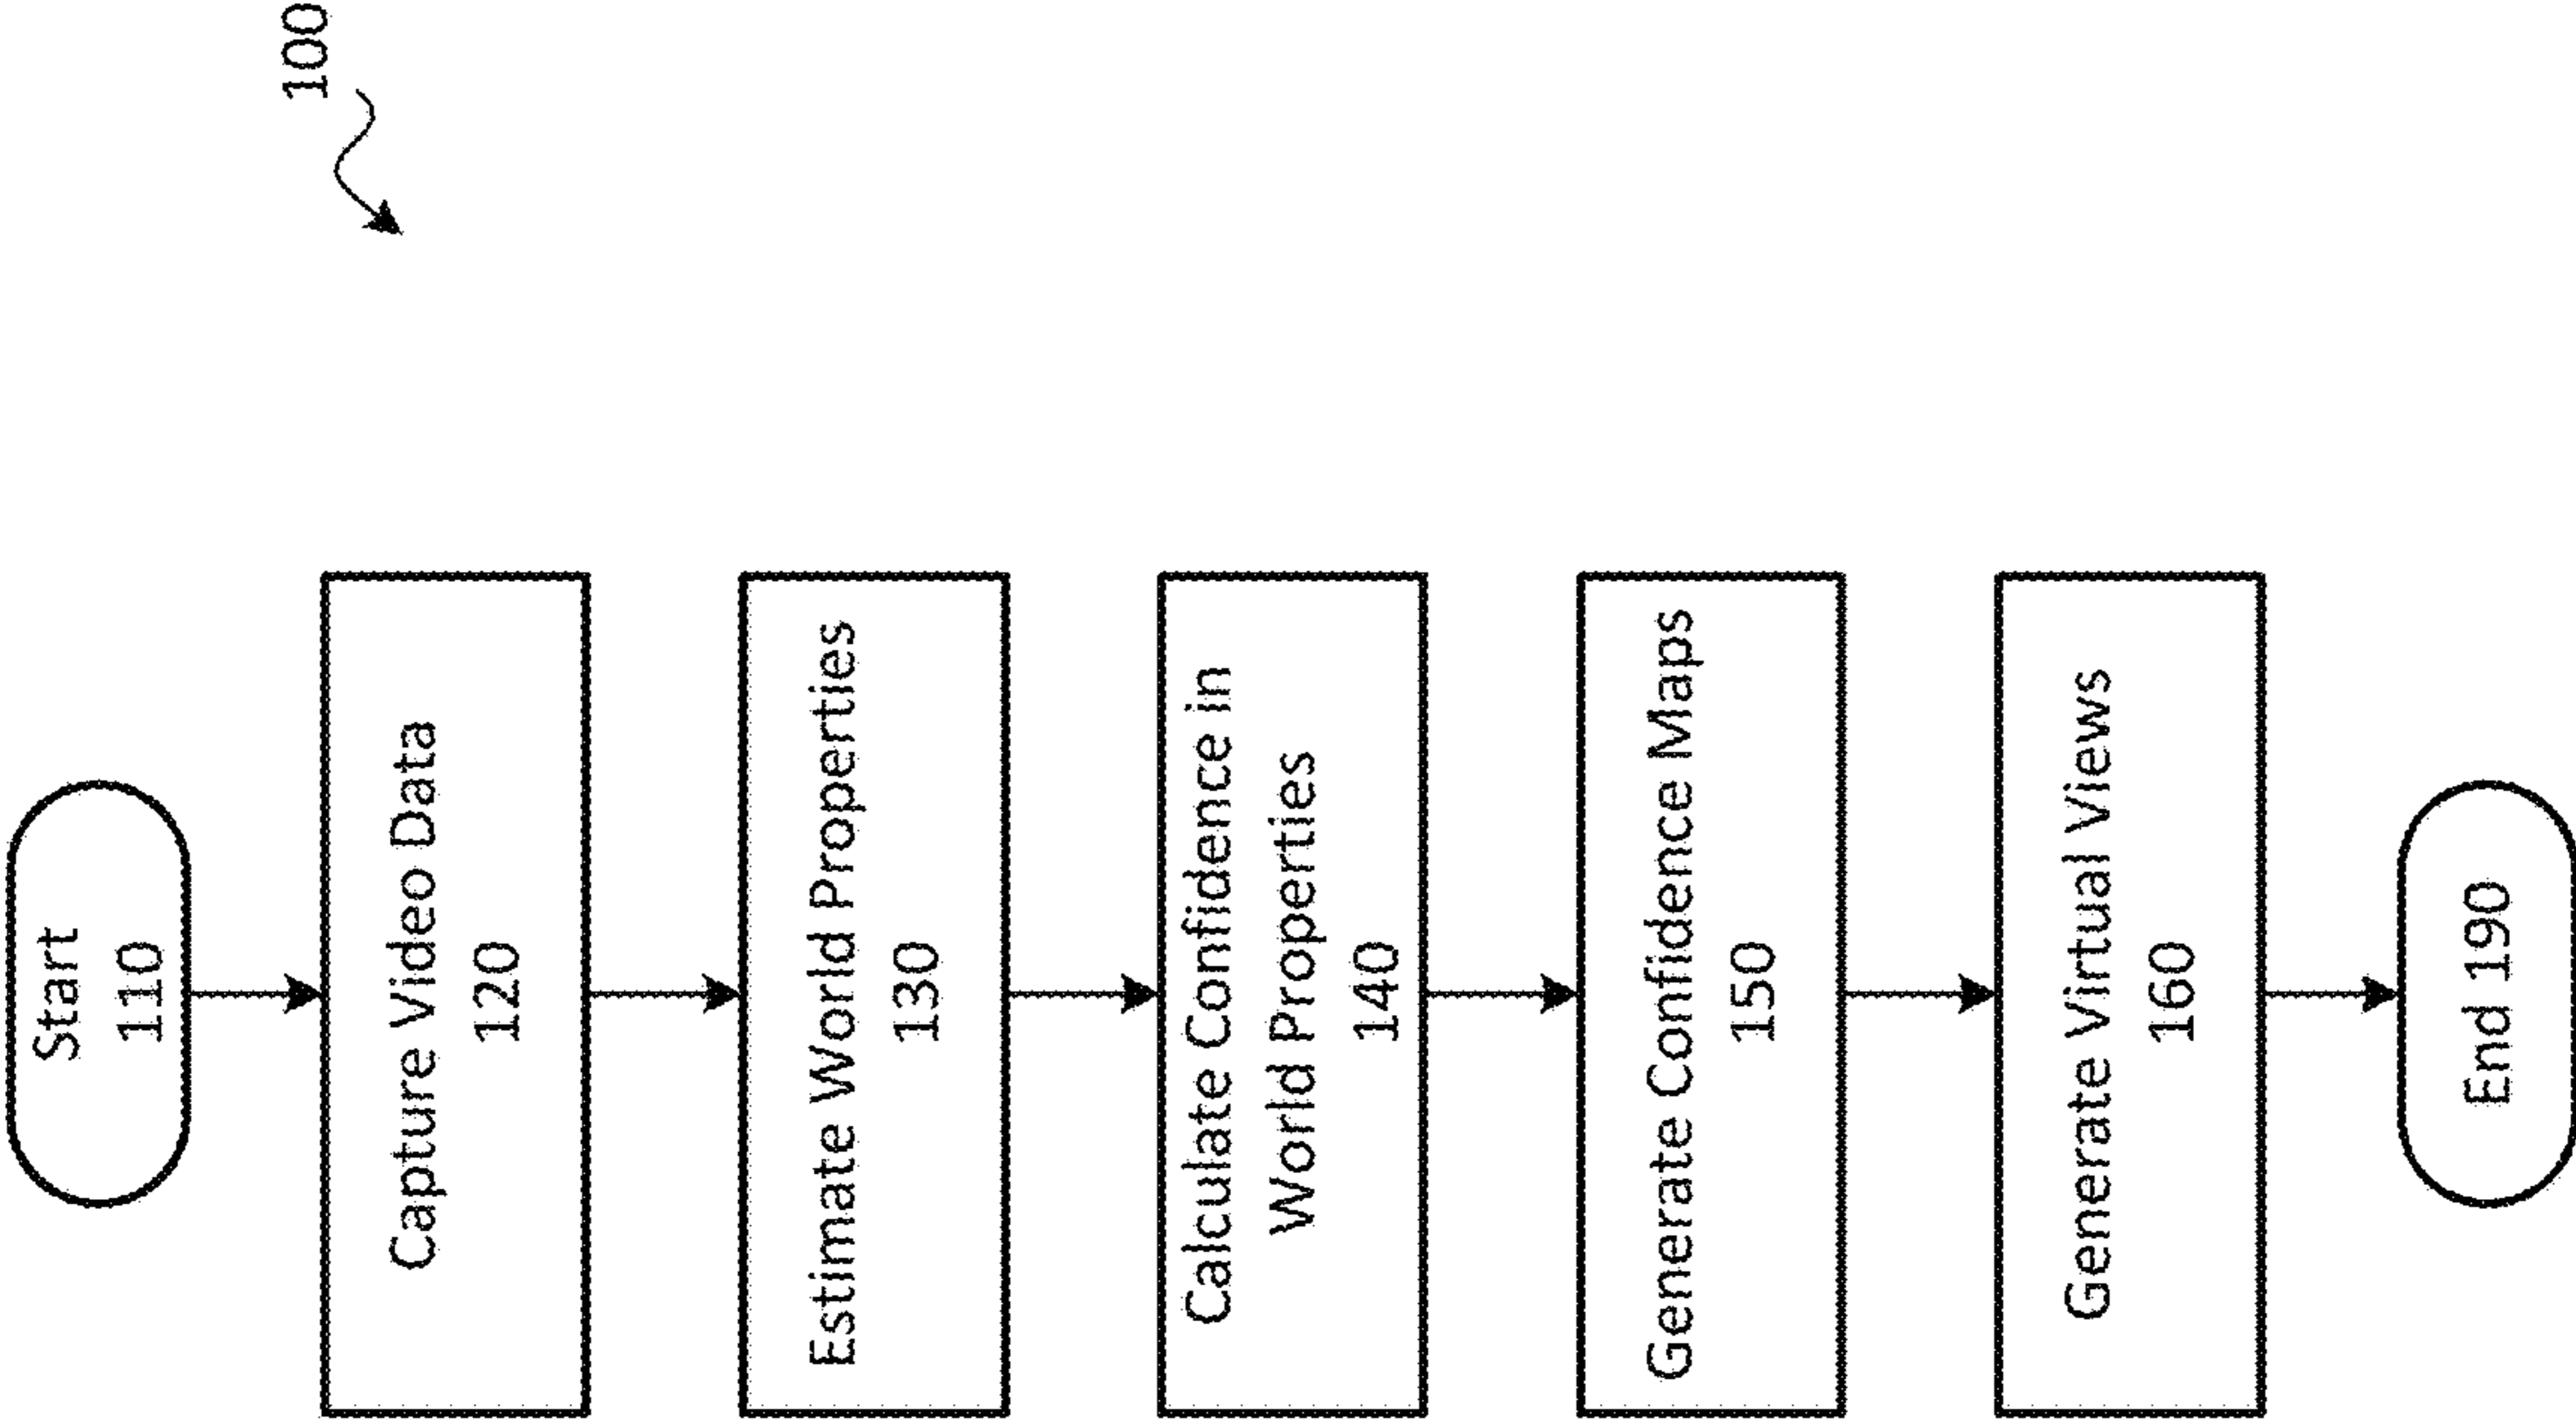 100
Start
110
Capture Video Data
120
Estimate World Properties
130
Calculate Confidence in
World Properties
140
Generate Confidence Maps
150
Generate Virtual Views
160
End 190